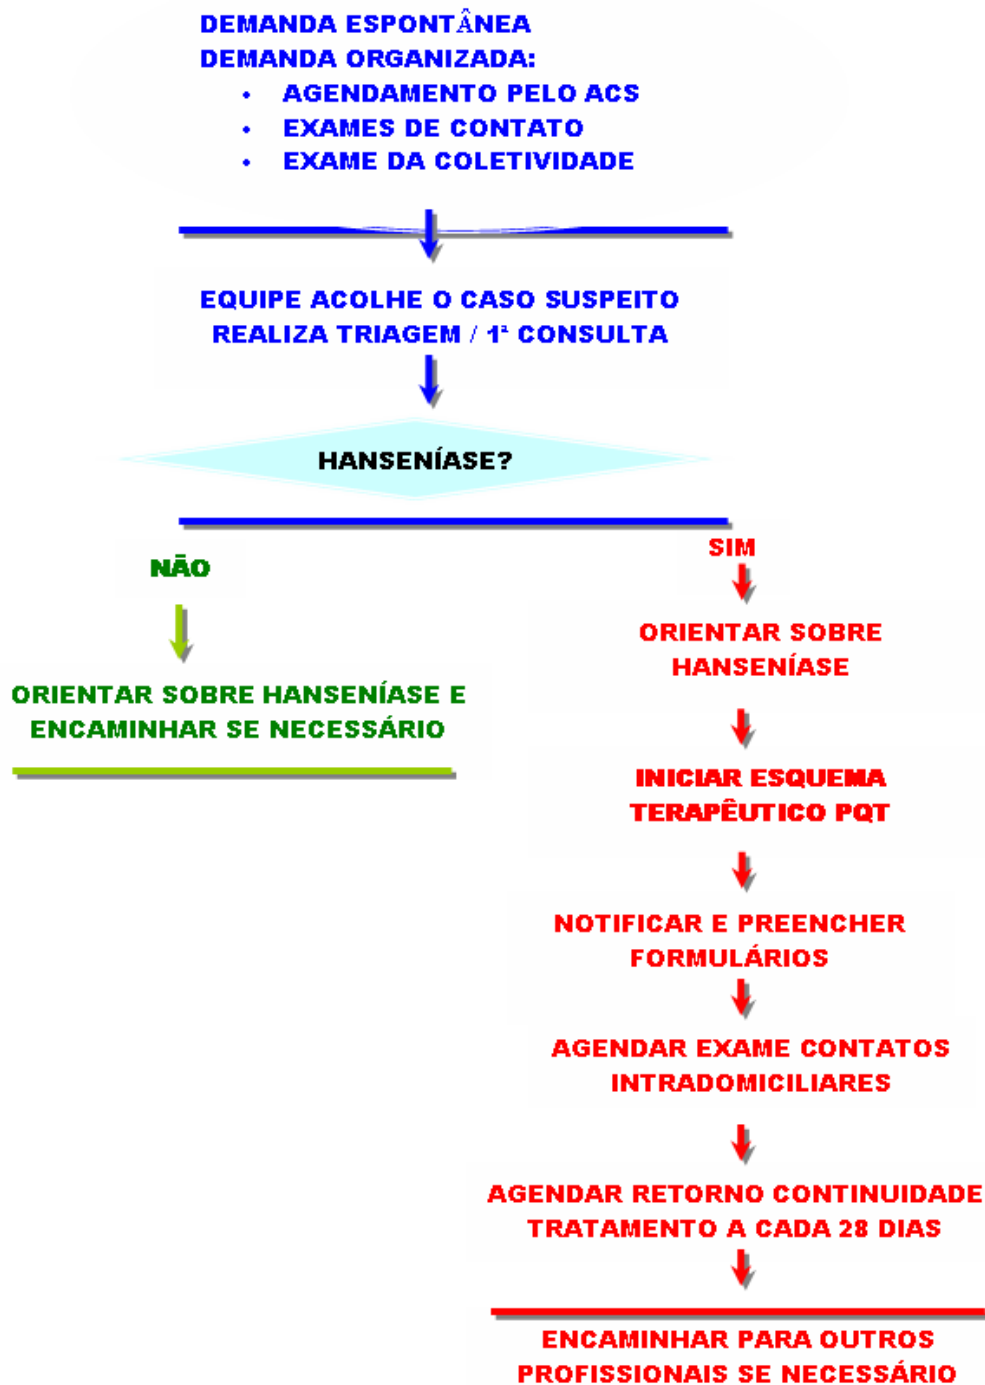 DEMANDA ESPONTÂNEA
DEMANDA ORGANIZADA:
• AGENDAMENTO PELO ACS
• EXAMES DE CONTATO
• EXAME DA COLETIVIDADE
EQUIPE ACOLHE O CASO SUSPEITO
REALIZA TRIAGEM / 1ª CONSULTA
HANSENÍASE?
NÃO
ORIENTAR SOBRE HANSENÍASE E
ENCAMINHAR SE NECESSÁRIO
SIM
ORIENTAR SOBRE
HANSENÍASE
INICIAR ESQUEMA
TERAPÊUTICO PQT
NOTIFICAR E PREENCHER
FORMULÁRIOS
AGENDAR EXAME CONTATOS
INTRADOMICILIARES
AGENDAR RETORNO CONTINUIDADE
TRATAMENTO A CADA 28 DIAS
ENCAMINHAR PARA OUTROS
PROFISSIONAIS SE NECESSÁRIO